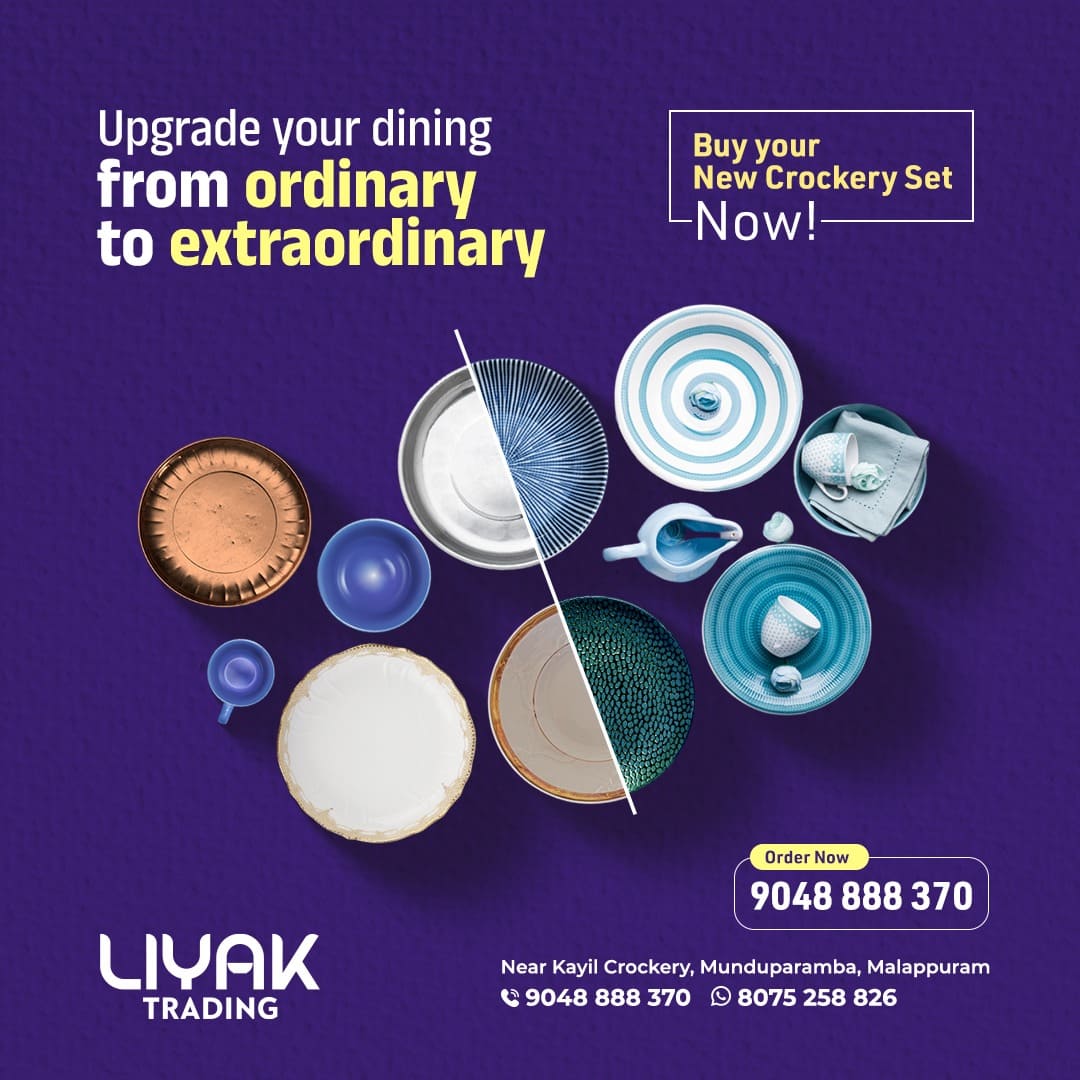 Upgrade your dining
from ordinary
to extraordinary
Buy your
New Crockery Set
Now!
Order Now
9048 888 370
LIYAK
TRADING
Near Kayil Crockery, Munduparamba, Malappuram
9048 888 370 8075 258 826